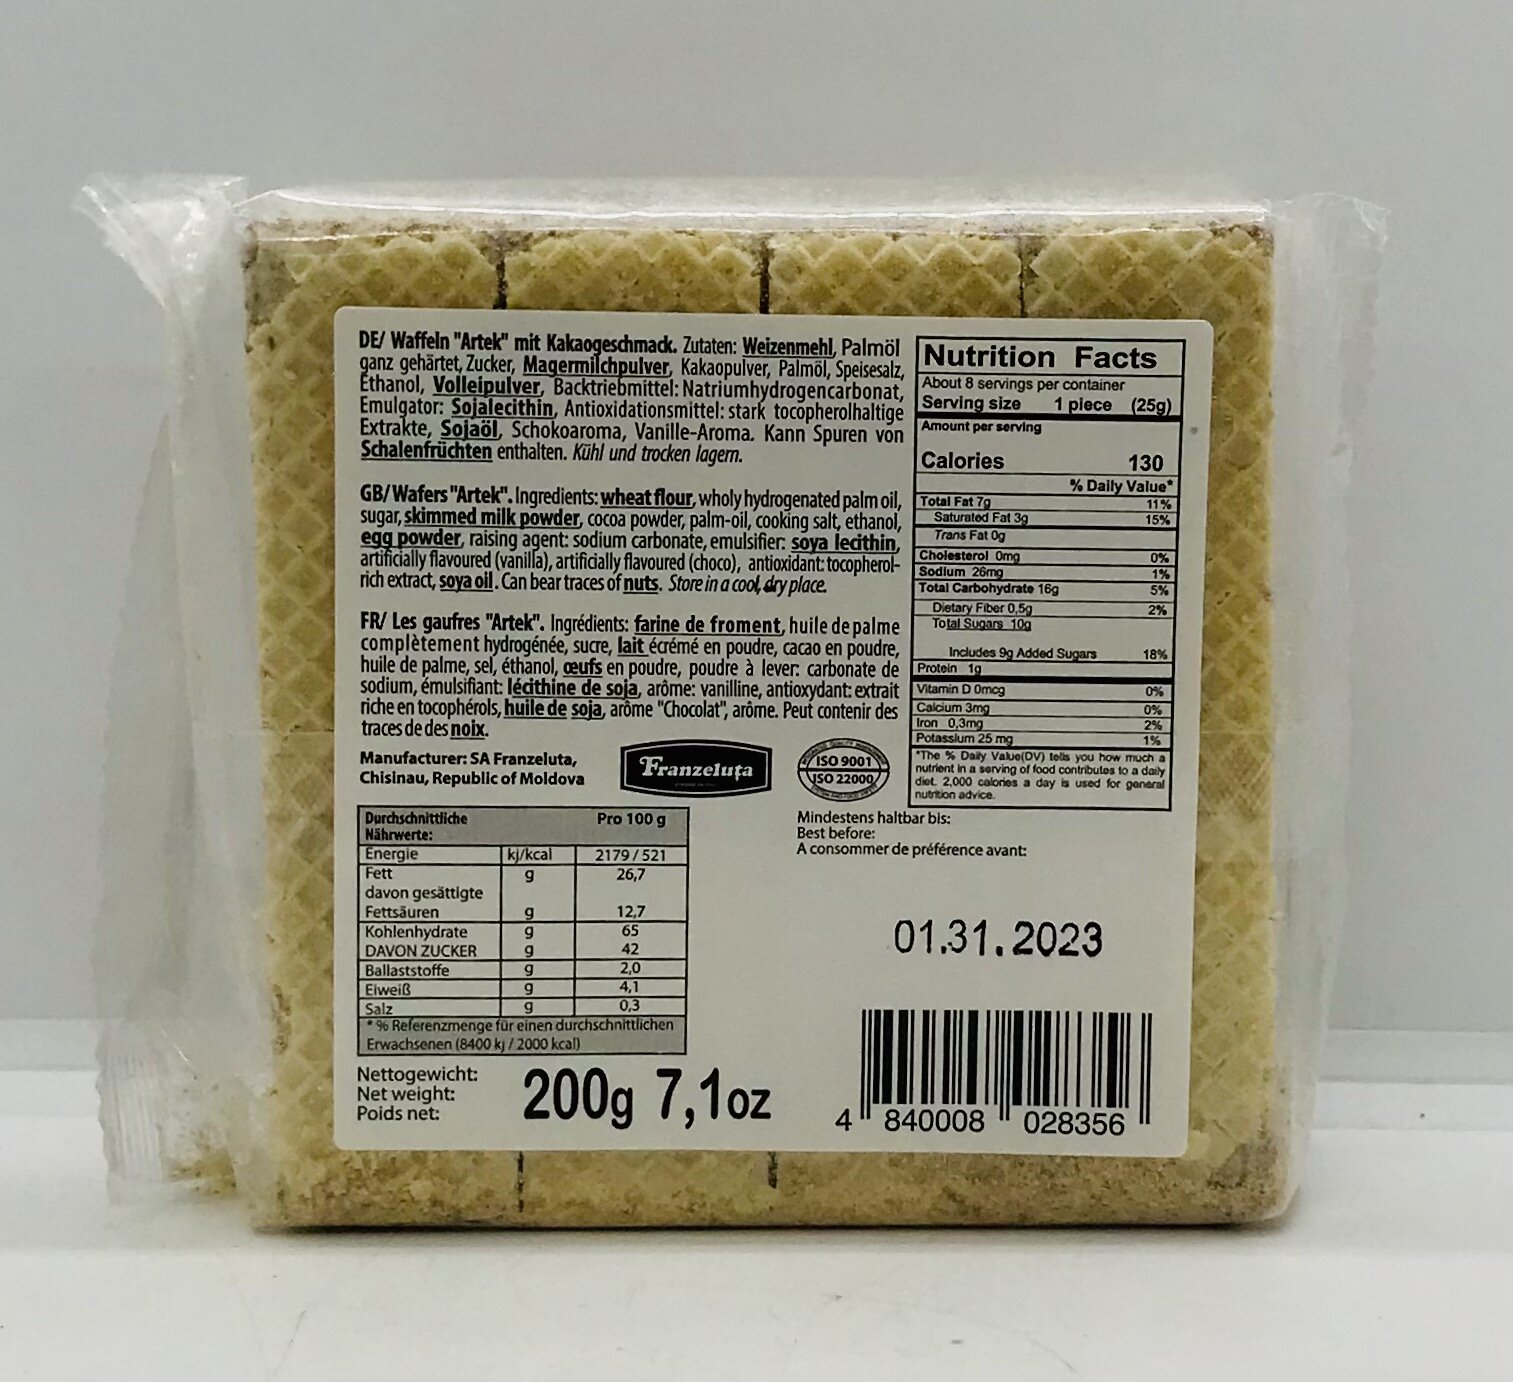 DE/ Waffeln "Artek" mit Kakaogeschmack. Zutaten: Weizenmehl, Palmöl
ganz gehärtet, Zucker, Magermilchpulver, Kakaopulver, Palmöl, Speisesalz,
Ethanol, Volleipulver, Backtriebmittel: Natriumhydrogencarbonat,
Emulgator: Sojalecithin, Antioxidationsmittel: stark tocopherolhaltige
Extrakte, Sojaöl, Schokoaroma, Vanille-Aroma. Kann Spuren von
Schalenfrüchten enthalten. Kühl und trocken lagern.
GB/ Wafers "Artek". Ingredients: wheat flour, wholy hydrogenated palm oil,
sugar, skimmed milk powder, cocoa powder, palm-oil, cooking salt, ethanol,
egg powder, raising agent: sodium carbonate, emulsifier: soya lecithin,
artificially flavoured (vanilla), artificially flavoured (choco), antioxidant: tocopherol-
rich extract, soya oil. Can bear traces of nuts. Store in a cool, dry place.
FR/ Les gaufres "Artek". Ingrédients: farine de froment, huile de palme
complètement hydrogénée, sucre, lait écrémé en poudre, cacao en poudre,
huile de palme, sel, éthanol, œufs en poudre, poudre à lever: carbonate de
sodium, émulsifiant: lécithine de soja, arôme: vanilline, antioxydant: extrait
riche en tocophérols, huile de soja, arôme "Chocolat", arôme. Peut contenir des
traces de des noix.
Manufacturer: SA Franzeluta,
Chisinau, Republic of Moldova
Franzeluţa
ISO 9001
ISO 22000
Nutrition Facts
About 8 servings per container
Serving size 1 piece (25g)
Amount per serving
Calories 130
% Daily Value*
Total Fat 7g 11%
Saturated Fat 3g 15%
Trans Fat 0g
Cholesterol 0mg 0%
Sodium 26mg 1%
Total Carbohydrate 16g 5%
Dietary Fiber 0,5g 2%
Total Sugars 10g
Includes 9g Added Sugars 18%
Protein 1g
Vitamin D 0mcg 0%
Calcium 3mg 0%
Iron 0,3mg 2%
Potassium 25 mg 1%
*The % Daily Value(DV) tells you how much a
nutrient in a serving of food contributes to a daily
diet. 2,000 calories a day is used for general
nutrition advice.
Durchschnittliche Pro 100 g
Nährwerte:
Energie kj/kcal 2179 / 521
Fett g 26,7
davon gesättigte
Fettsäuren g 12,7
Kohlenhydrate g 65
DAVON ZUCKER g 42
Ballaststoffe g 2,0
Eiweiß g 4,1
Salz g 0,3
* % Referenzmenge für einen durchschnittlichen
Erwachsenen (8400 kj / 2000 kcal)
Mindestens haltbar bis:
Best before:
A consommer de préférence avant:
01.31.2023
Nettogewicht:
Net weight:
Poids net:
200g 7,1oz
4 840008 028356